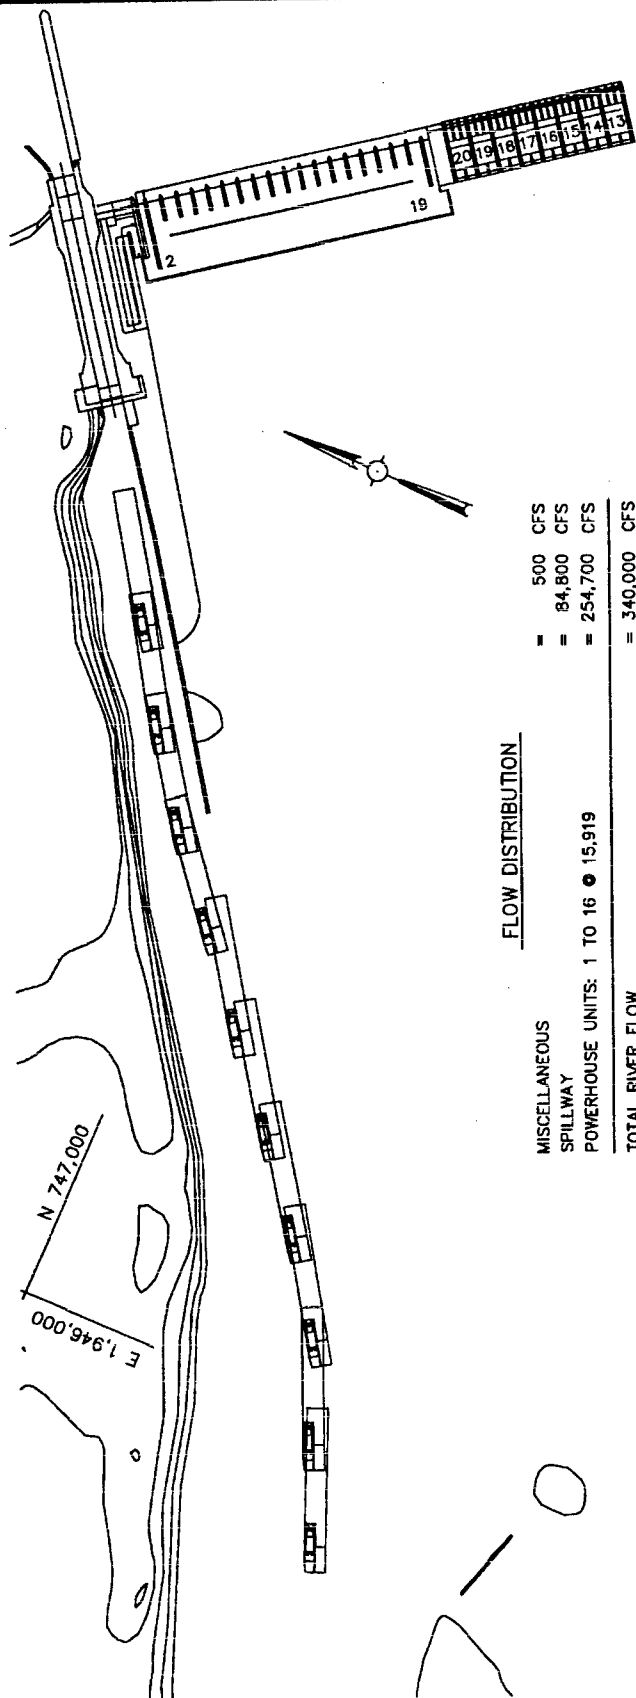 20 19 18 17 16 15 14 13
19
2
FLOW DISTRIBUTION
MISCELLANEOUS = 500 CFS
SPILLWAY = 84,800 CFS
POWERHOUSE UNITS: 1 TO 16 @ 15,919 = 254,700 CFS
TOTAL RIVER FLOW = 340,000 CFS
N 747,000
E 1,946,000